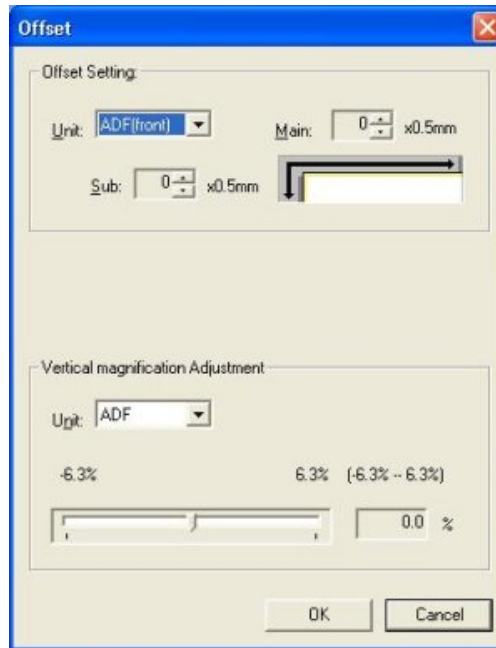 Offset
Offset Setting:
Unit: ADF(front) Main: 0 x0.5mm
Sub: 0 x0.5mm
Vertical magnification Adjustment
Unit: ADF
-6.3% 6.3% (-6.3% -- 6.3%)
0.0 %
OK Cancel